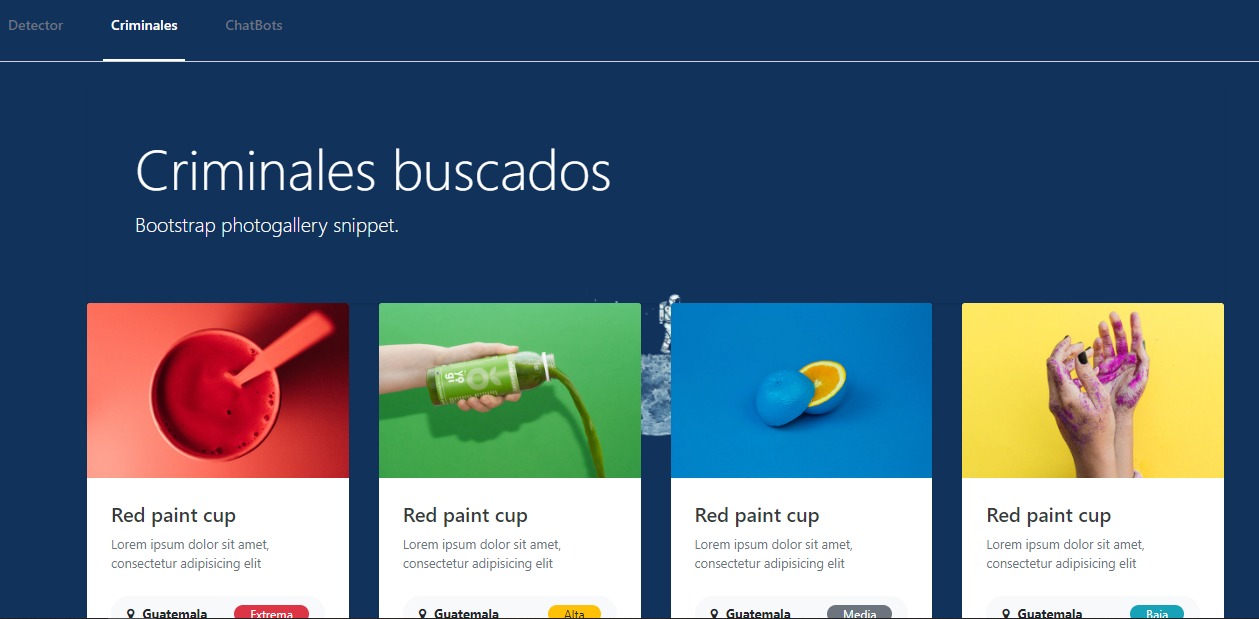 Detector Criminales ChatBots
Criminales buscados
Bootstrap photogallery snippet.
Red paint cup
Lorem ipsum dolor sit amet,
consectetur adipisicing elit
Guatemala Extrema
Red paint cup
Lorem ipsum dolor sit amet,
consectetur adipisicing elit
Guatemala Alta
Red paint cup
Lorem ipsum dolor sit amet,
consectetur adipisicing elit
Guatemala Media
Red paint cup
Lorem ipsum dolor sit amet,
consectetur adipisicing elit
Guatemala Baja